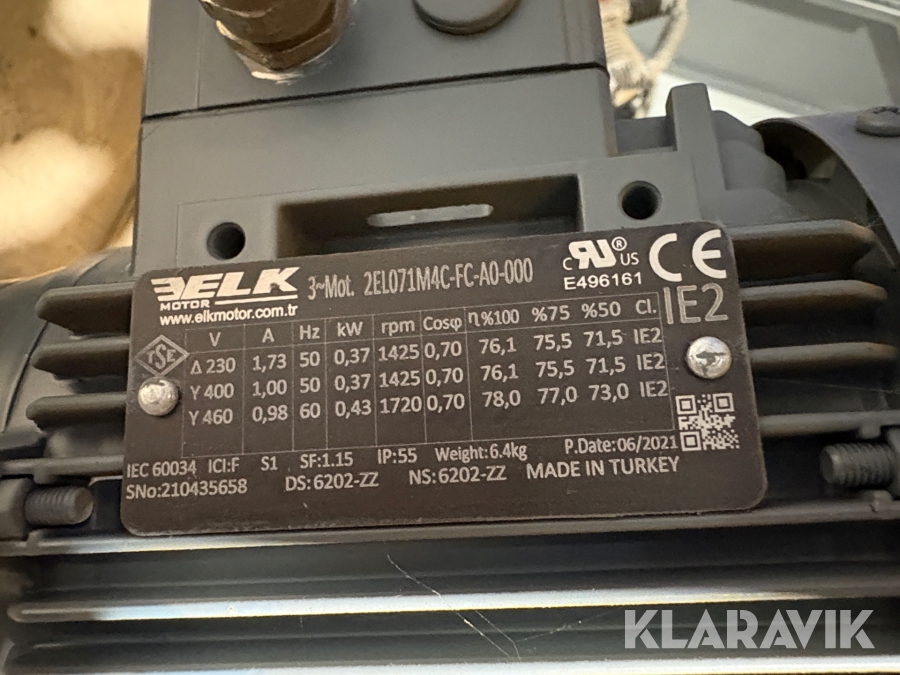 ELK
MOTOR
www.elkmotor.com.tr
3~Mot. 2EL071M4C-FC-A0-000
c RU® US
E496161
CE
IE2
TSE
V A Hz kW rpm Cosφ η%100 %75 %50 Cl.
Δ 230 1,73 50 0,37 1425 0,70 76,1 75,5 71,5 IE2
Y 400 1,00 50 0,37 1425 0,70 76,1 75,5 71,5 IE2
Y 460 0,98 60 0,43 1720 0,70 78,0 77,0 73,0 IE2
IEC 60034 ICl:F S1 SF:1.15 IP:55 Weight:6.4kg P.Date:06/2021
SNo:210435658 DS:6202-ZZ NS:6202-ZZ MADE IN TURKEY
KLARAVIK